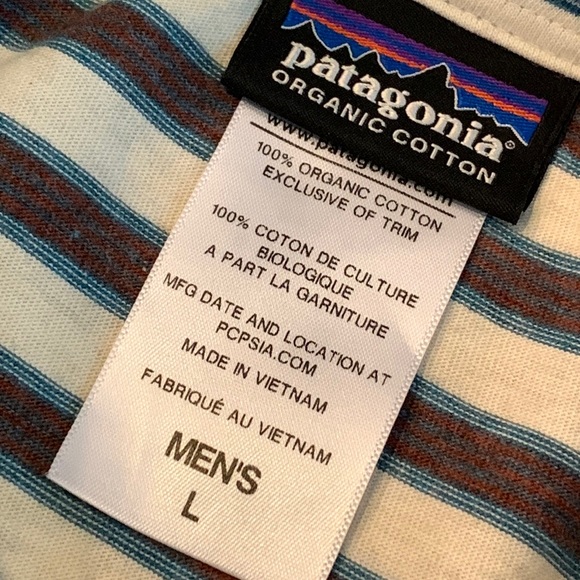 patagonia®
ORGANIC COTTON
www.patagonia.com
100% ORGANIC COTTON
EXCLUSIVE OF TRIM
100% COTON DE CULTURE
BIOLOGIQUE
A PART LA GARNITURE
MFG DATE AND LOCATION AT
PCPSIA.COM
MADE IN VIETNAM
FABRIQUÉ AU VIETNAM
MEN'S
L